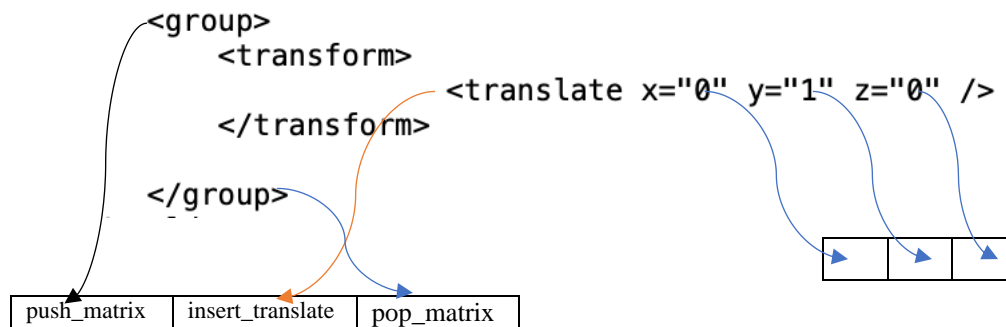 <group>
<transform>
<translate x="0" y="1" z="0" />
</transform>
</group>
push_matrix insert_translate pop_matrix